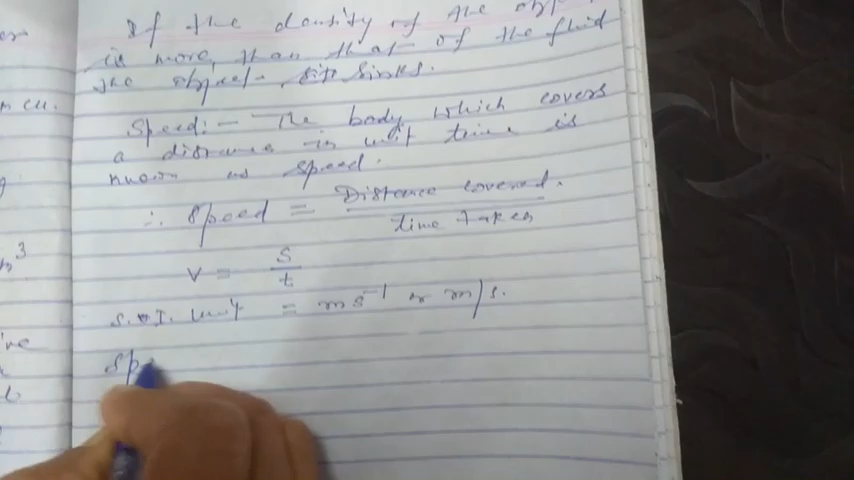 If the density of the obj
is more, than that of the fluid
the object sinks.
Speed:- The body which covers
a distance in unit time is
known as speed.
∴ Speed = Distance covered. / Time taken
v = S / t
S.I. Unit = ms⁻¹ or m/s.
Spe